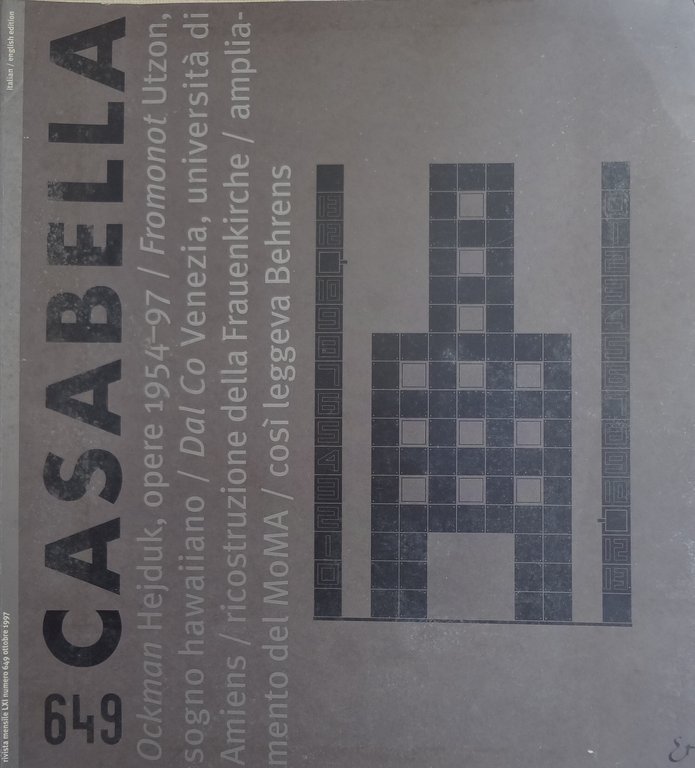 italian / english edition
rivista mensile LXI numero 649 ottobre 1997
649 CASABELLA
Ockman Hejduk, opere 1954–97 / Fromonot Utzon,
sogno hawaiiano / Dal Co Venezia, università di
Amiens / ricostruzione della Frauenkirche / amplia-
mento del MoMA / così leggeva Behrens